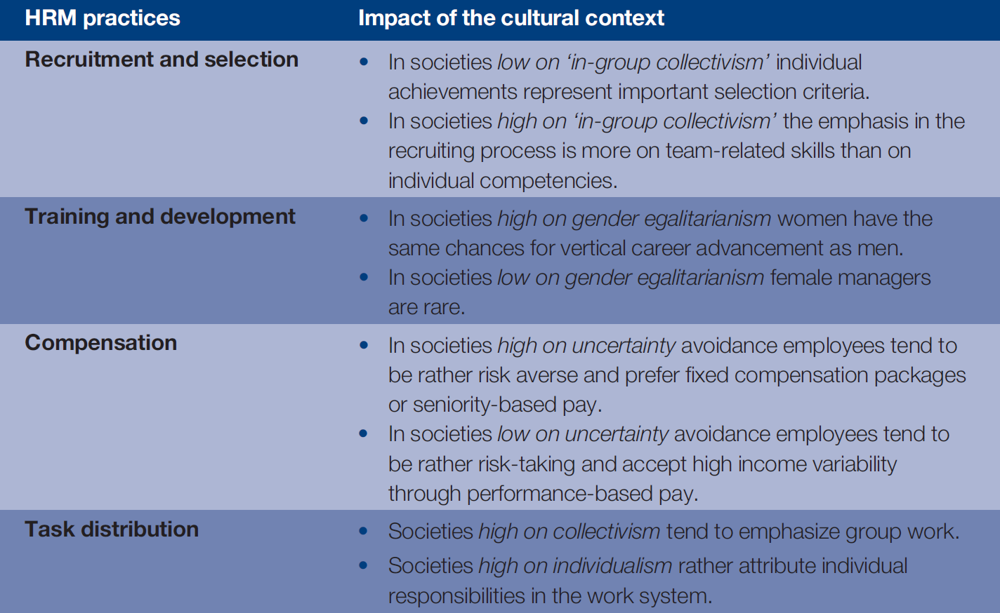 HRM practices
Impact of the cultural context
Recruitment and selection
• In societies low on ‘in-group collectivism’ individual
achievements represent important selection criteria.
• In societies high on ‘in-group collectivism’ the emphasis in the
recruiting process is more on team-related skills than on
individual competencies.
Training and development
• In societies high on gender egalitarianism women have the
same chances for vertical career advancement as men.
• In societies low on gender egalitarianism female managers
are rare.
Compensation
• In societies high on uncertainty avoidance employees tend to
be rather risk averse and prefer fixed compensation packages
or seniority-based pay.
• In societies low on uncertainty avoidance employees tend to
be rather risk-taking and accept high income variability
through performance-based pay.
Task distribution
• Societies high on collectivism tend to emphasize group work.
• Societies high on individualism rather attribute individual
responsibilities in the work system.